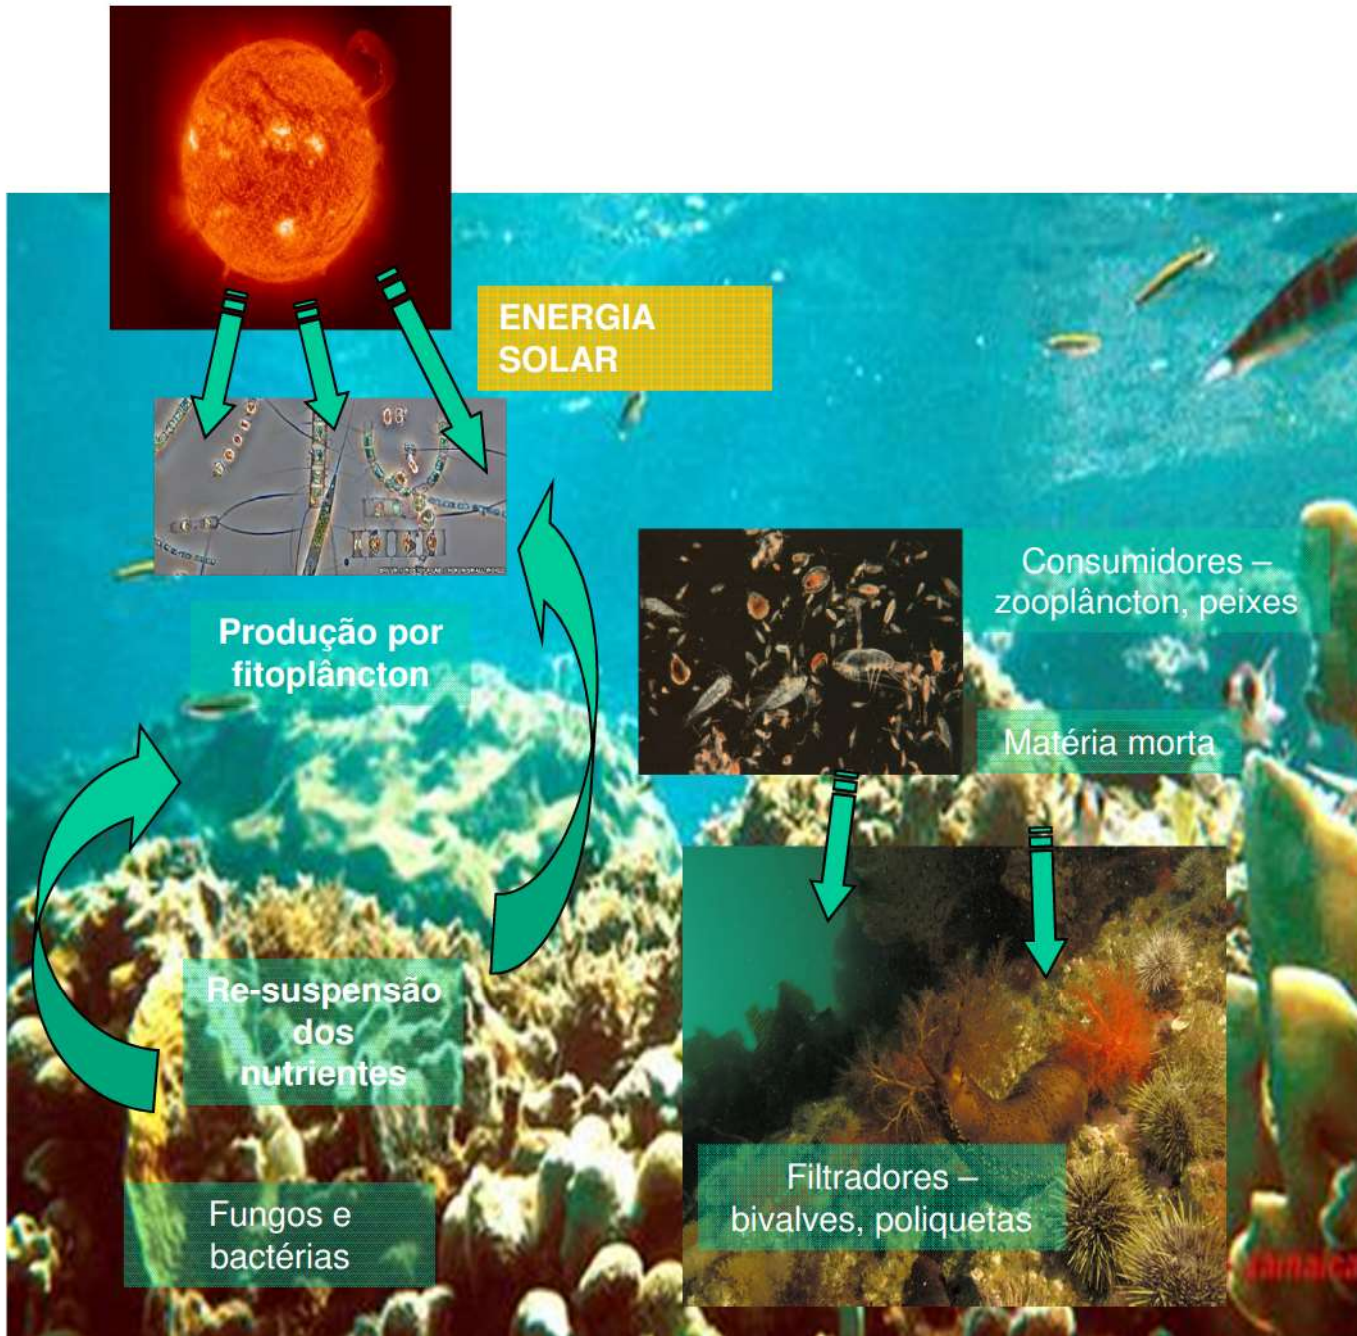 ENERGIA
SOLAR
Produção por
fitoplâncton
Consumidores –
zooplâncton, peixes
Matéria morta
Re-suspensão
dos
nutrientes
Filtradores –
bivalves, poliquetas
Fungos e
bactérias
Jamaica